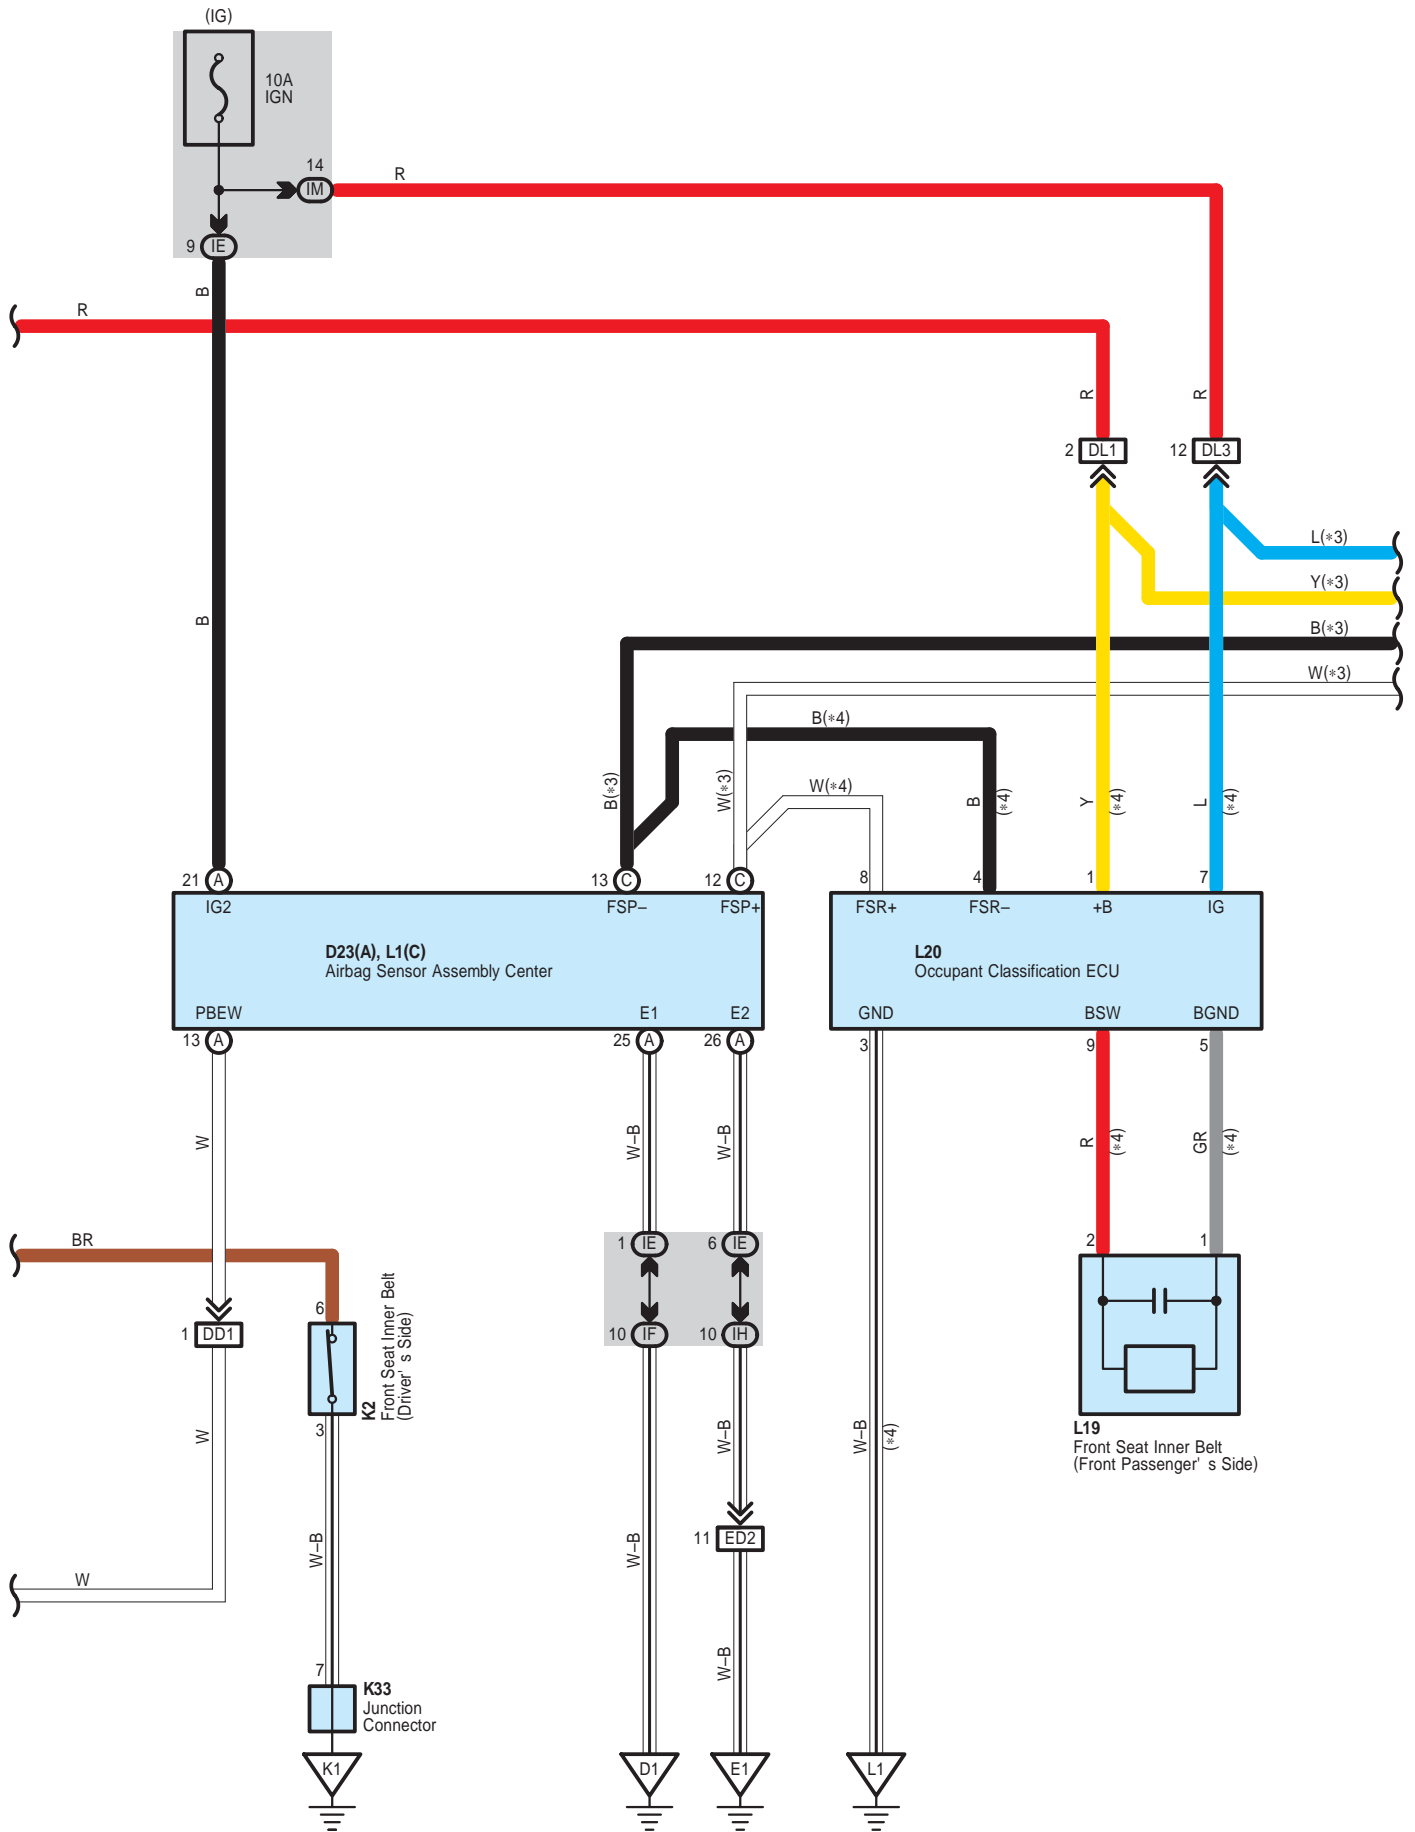 (IG)
10A
IGN
14
IM
R
9
IE
B
R
R
R
2
DL1
12
DL3
L(∗3)
Y(∗3)
B
B(∗3)
W(∗3)
B(∗4)
W(∗4)
B(∗3)
W(∗3)
B
(∗4)
Y
(∗4)
L
(∗4)
21
A
13
C
12
C
8
4
1
7
IG2
FSP–
FSP+
FSR+
FSR–
+B
IG
D23(A), L1(C)
Airbag Sensor Assembly Center
L20
Occupant Classification ECU
PBEW
E1
E2
GND
BSW
BGND
13
A
25
A
26
A
3
9
5
W
W–B
W–B
R
(∗4)
GR
(∗4)
BR
1
IE
6
IE
2
1
6
1
DD1
10
IF
10
IH
K2
Front Seat Inner Belt
(Driver' s Side)
3
W
W–B
W–B
(∗4)
L19
Front Seat Inner Belt
(Front Passenger' s Side)
W–B
W–B
11
ED2
W
W–B
7
K33
Junction
Connector
K1
D1
E1
L1